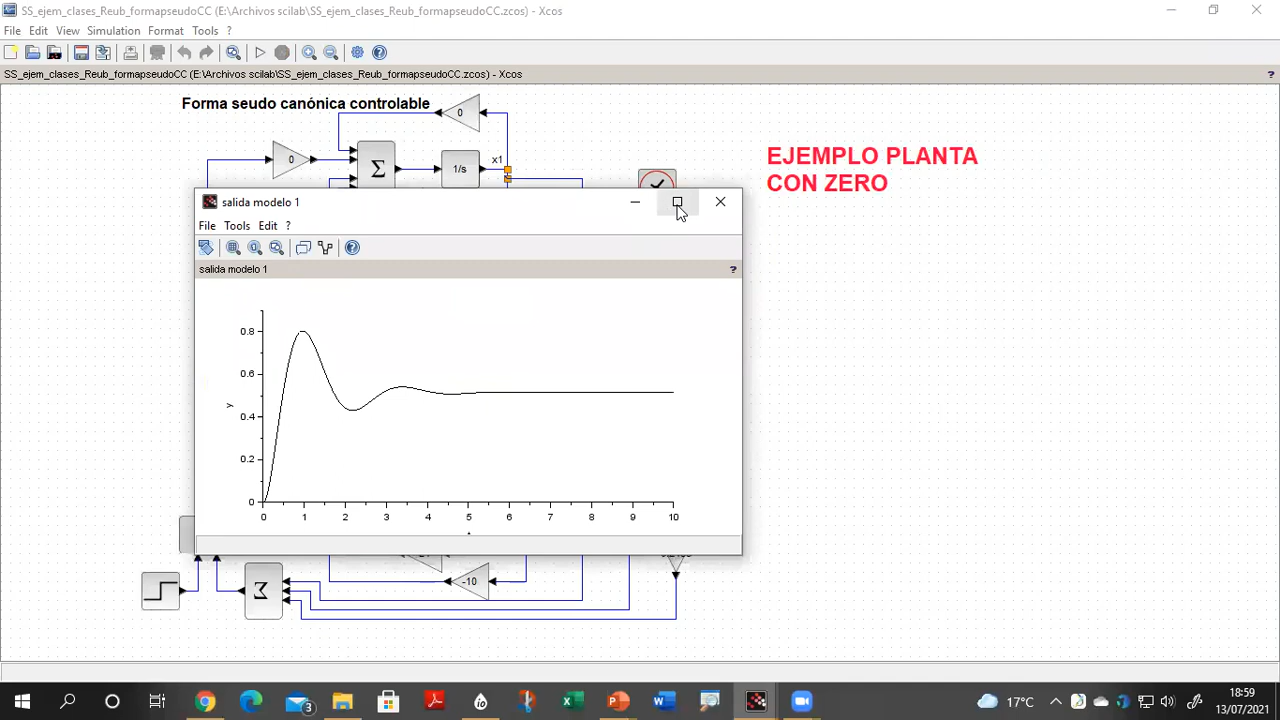 SS_ejem_clases_Reub_formapseudoCC (E:\Archivos scilab\SS_ejem_clases_Reub_formapseudoCC.zcos) - Xcos
File Edit View Simulation Format Tools ?
SS_ejem_clases_Reub_formapseudoCC (E:\Archivos scilab\SS_ejem_clases_Reub_formapseudoCC.zcos) - Xcos
?
Forma seudo canónica controlable
0
0
Σ
1/s
x1
EJEMPLO PLANTA
CON ZERO
salida modelo 1
File Tools Edit ?
salida modelo 1
?
0.8
0.6
y
0.4
0.2
0
0 1 2 3 4 5 6 7 8 9 10
-10
Σ
3
17°C
18:59
13/07/2021